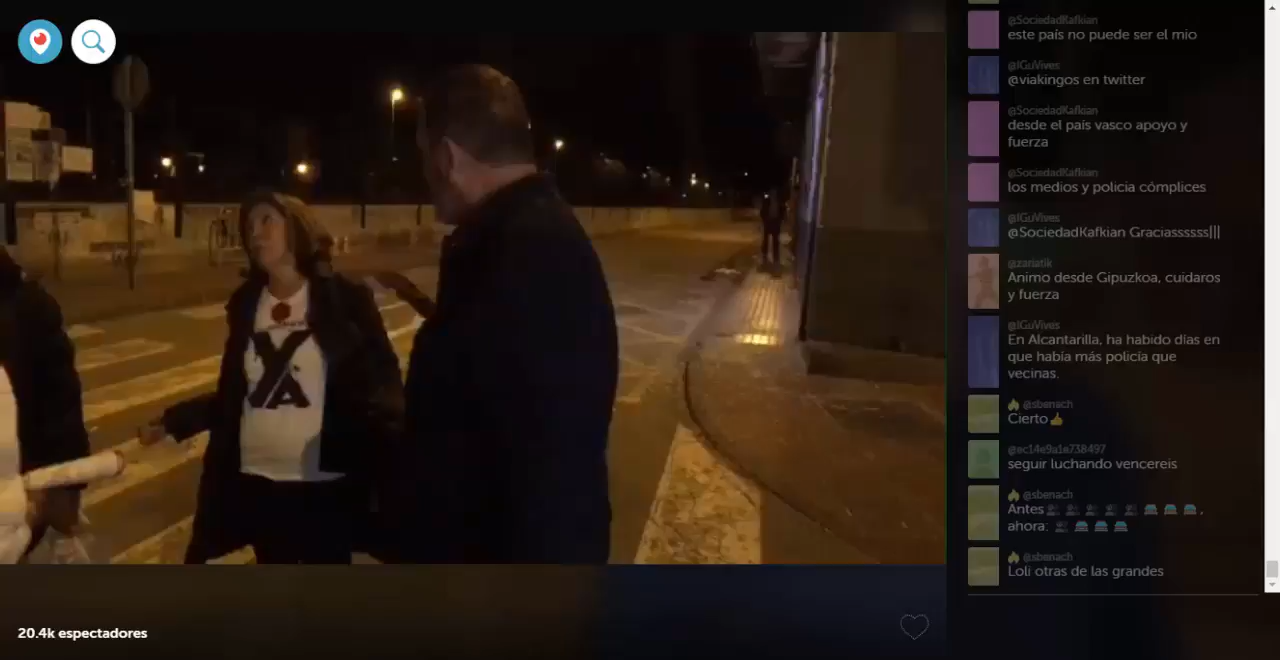 YA
20.4k espectadores
@SociedadKafkian
este país no puede ser el mio
@IGuVives
@viakingos en twitter
@SociedadKafkian
desde el país vasco apoyo y
fuerza
@SociedadKafkian
los medios y policia cómplices
@IGuVives
@SociedadKafkian Graciassssss|||
@zariatik
Animo desde Gipuzkoa, cuidaros
y fuerza
@IGuVives
En Alcantarilla, ha habido días en
que había más policía que
vecinas.
@sbenach
Cierto👍
@ec14e9a1e738497
seguir luchando vencereis
@sbenach
Antes👥 👥 👥 👥 👥 🚘 🚘 🚘 ,
ahora: 👥 🚘 🚘 🚘
@sbenach
Loli otras de las grandes